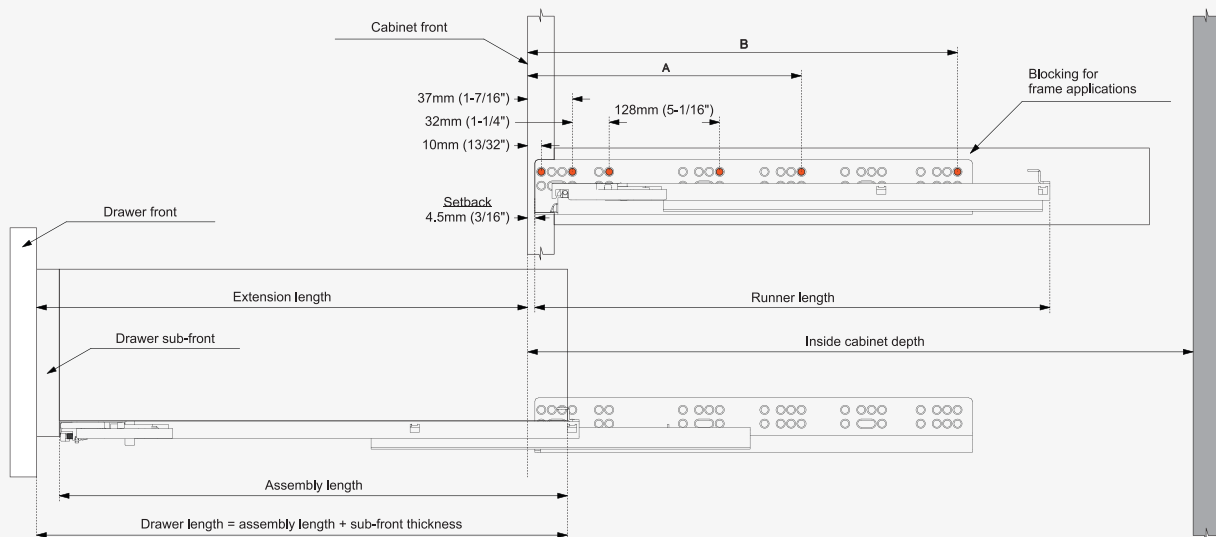 Cabinet front
B
A
Blocking for
frame applications
37mm (1-7/16")
128mm (5-1/16")
32mm (1-1/4")
10mm (13/32")
Setback
4.5mm (3/16")
Drawer front
Extension length
Runner length
Drawer sub-front
Inside cabinet depth
Assembly length
Drawer length = assembly length + sub-front thickness